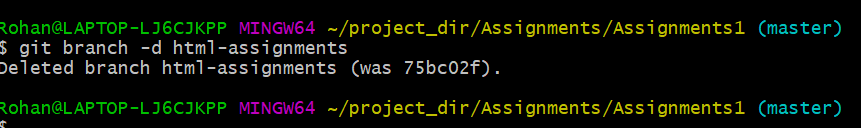 Rohan@LAPTOP-LJ6CJKPP MINGW64 ~/project_dir/Assignments/Assignments1 (master)
$ git branch -d html-assignments
Deleted branch html-assignments (was 75bc02f).
Rohan@LAPTOP-LJ6CJKPP MINGW64 ~/project_dir/Assignments/Assignments1 (master)
$